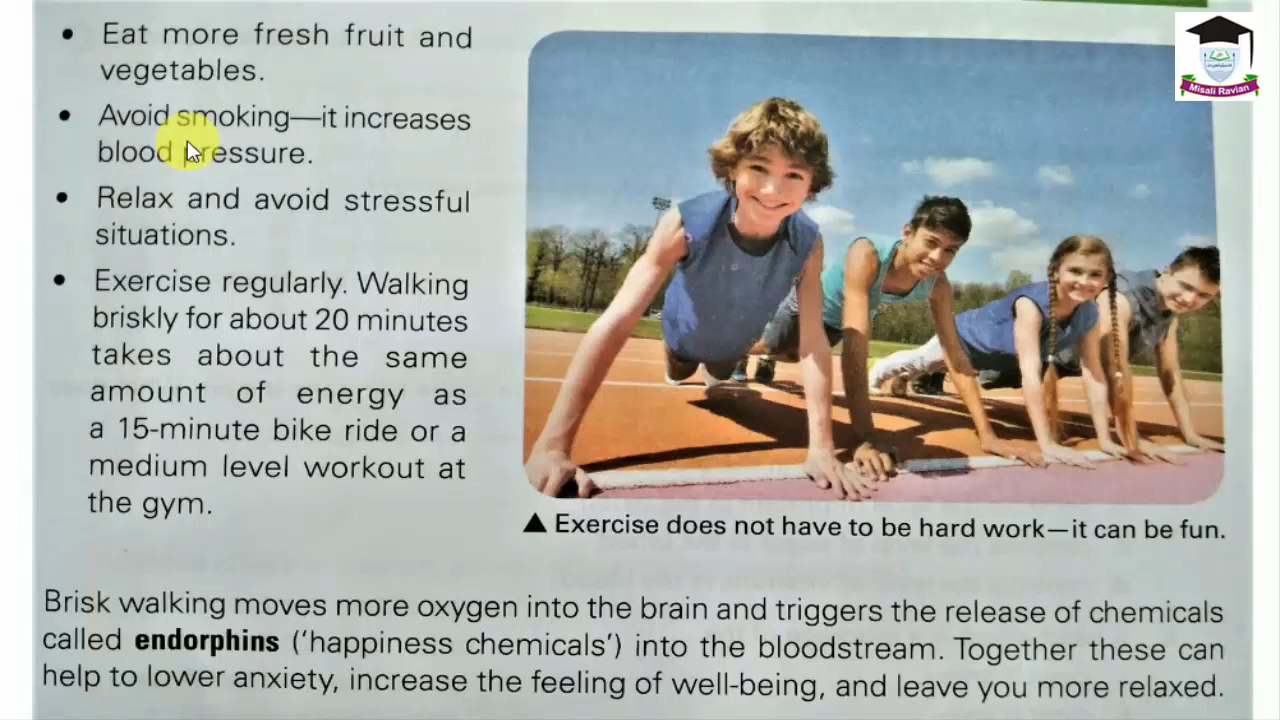 • Eat more fresh fruit and
vegetables.
• Avoid smoking—it increases
blood pressure.
• Relax and avoid stressful
situations.
• Exercise regularly. Walking
briskly for about 20 minutes
takes about the same
amount of energy as
a 15-minute bike ride or a
medium level workout at
the gym.
Misali Ravian
▲ Exercise does not have to be hard work—it can be fun.
Brisk walking moves more oxygen into the brain and triggers the release of chemicals
called endorphins (‘happiness chemicals’) into the bloodstream. Together these can
help to lower anxiety, increase the feeling of well-being, and leave you more relaxed.